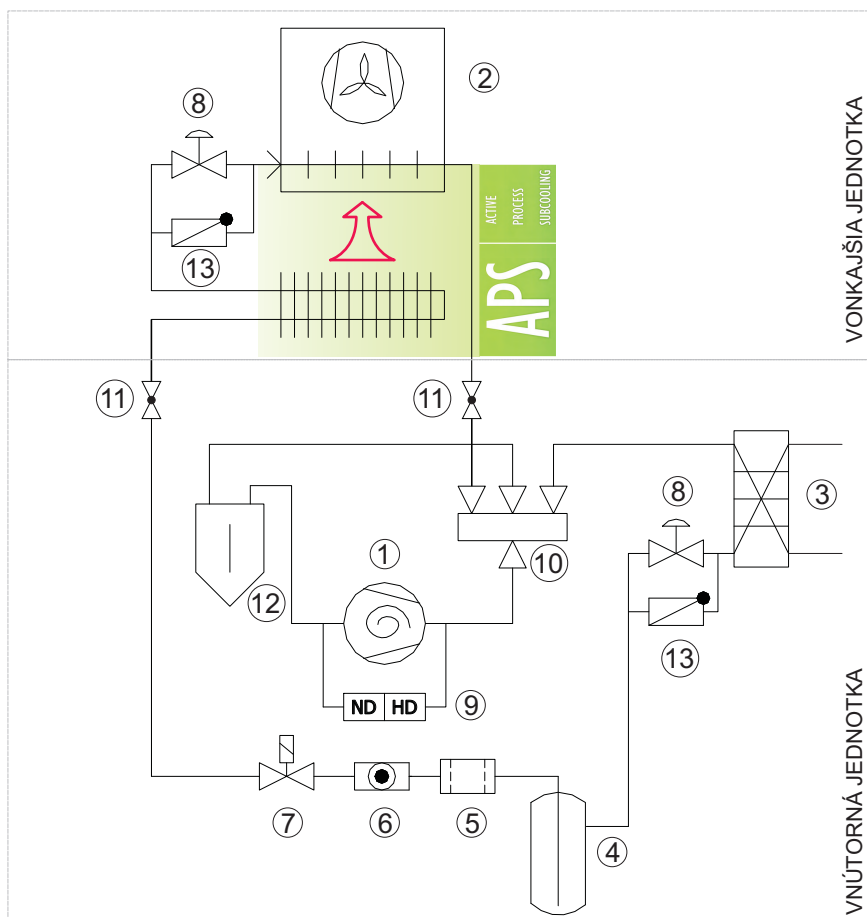 2
8
13
ACTIVE
PROCESS
SUBCOOLING
APS
VONKAJŠIA JEDNOTKA
11
11
8
3
1
10
12
13
ND HD
9
7
6
5
4
VNÚTORNÁ JEDNOTKA